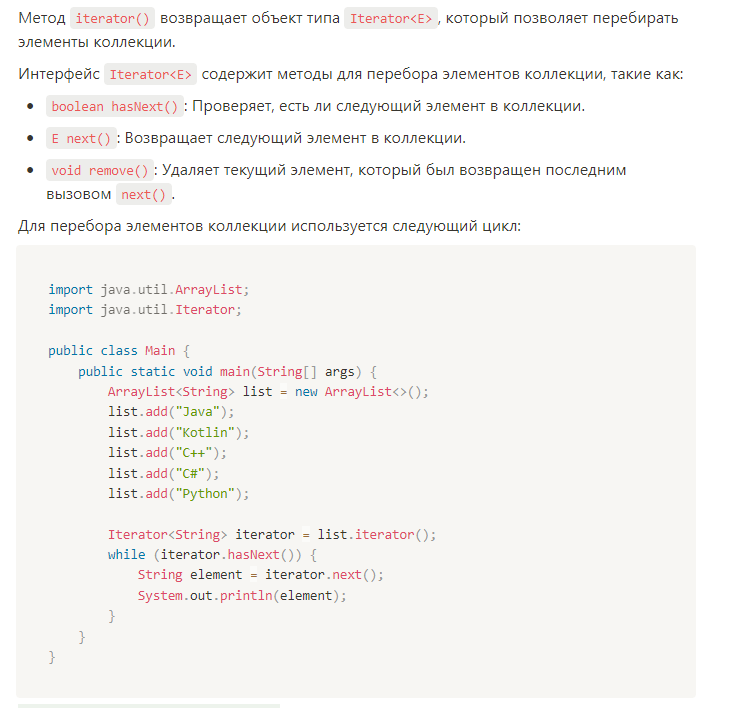 Метод iterator() возвращает объект типа Iterator<E>, который позволяет перебирать
элементы коллекции.
Интерфейс Iterator<E> содержит методы для перебора элементов коллекции, такие как:
• boolean hasNext(): Проверяет, есть ли следующий элемент в коллекции.
• E next(): Возвращает следующий элемент в коллекции.
• void remove(): Удаляет текущий элемент, который был возвращен последним
вызовом next().
Для перебора элементов коллекции используется следующий цикл:
import java.util.ArrayList;
import java.util.Iterator;
public class Main {
    public static void main(String[] args) {
        ArrayList<String> list = new ArrayList<>();
        list.add("Java");
        list.add("Kotlin");
        list.add("C++");
        list.add("C#");
        list.add("Python");
        Iterator<String> iterator = list.iterator();
        while (iterator.hasNext()) {
            String element = iterator.next();
            System.out.println(element);
        }
    }
}